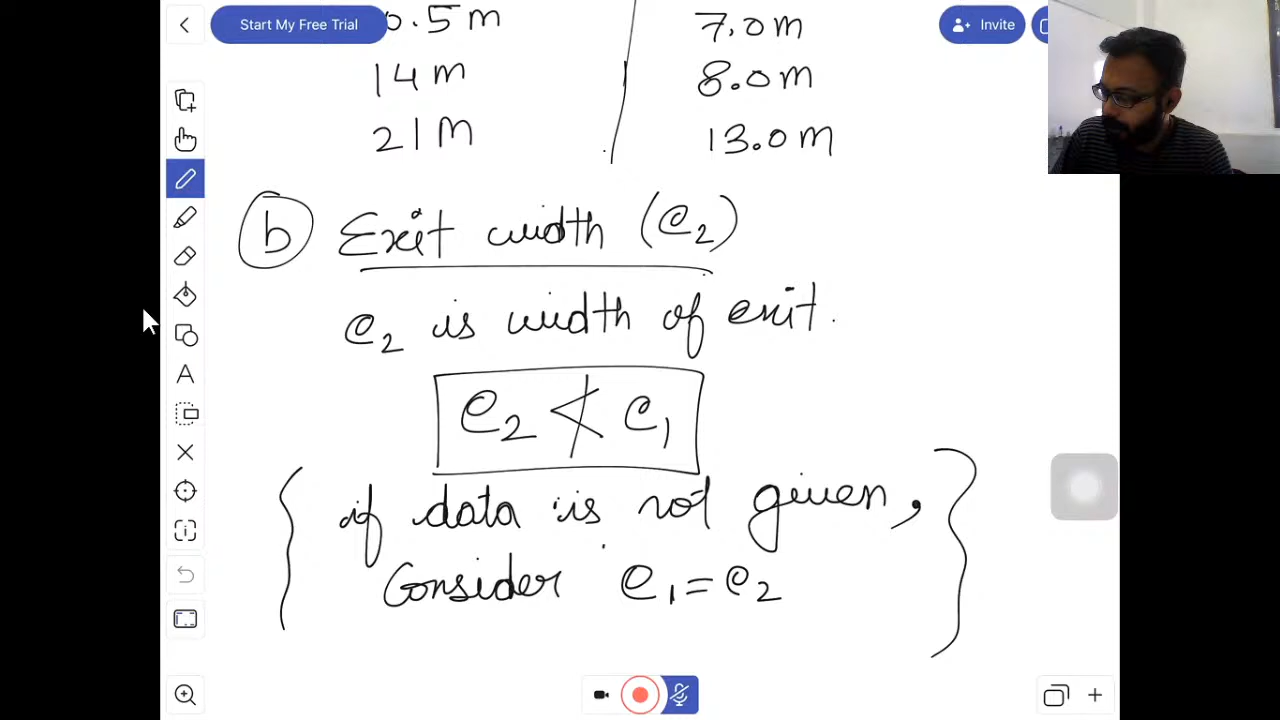 Start My Free Trial
0.5 m 7.0 m
Invite
14 m 8.0 m
21 m 13.0 m
b Exit width (e2)
e2 is width of exit.
e2 ≮ e1
if data is not given,
Consider e1 = e2